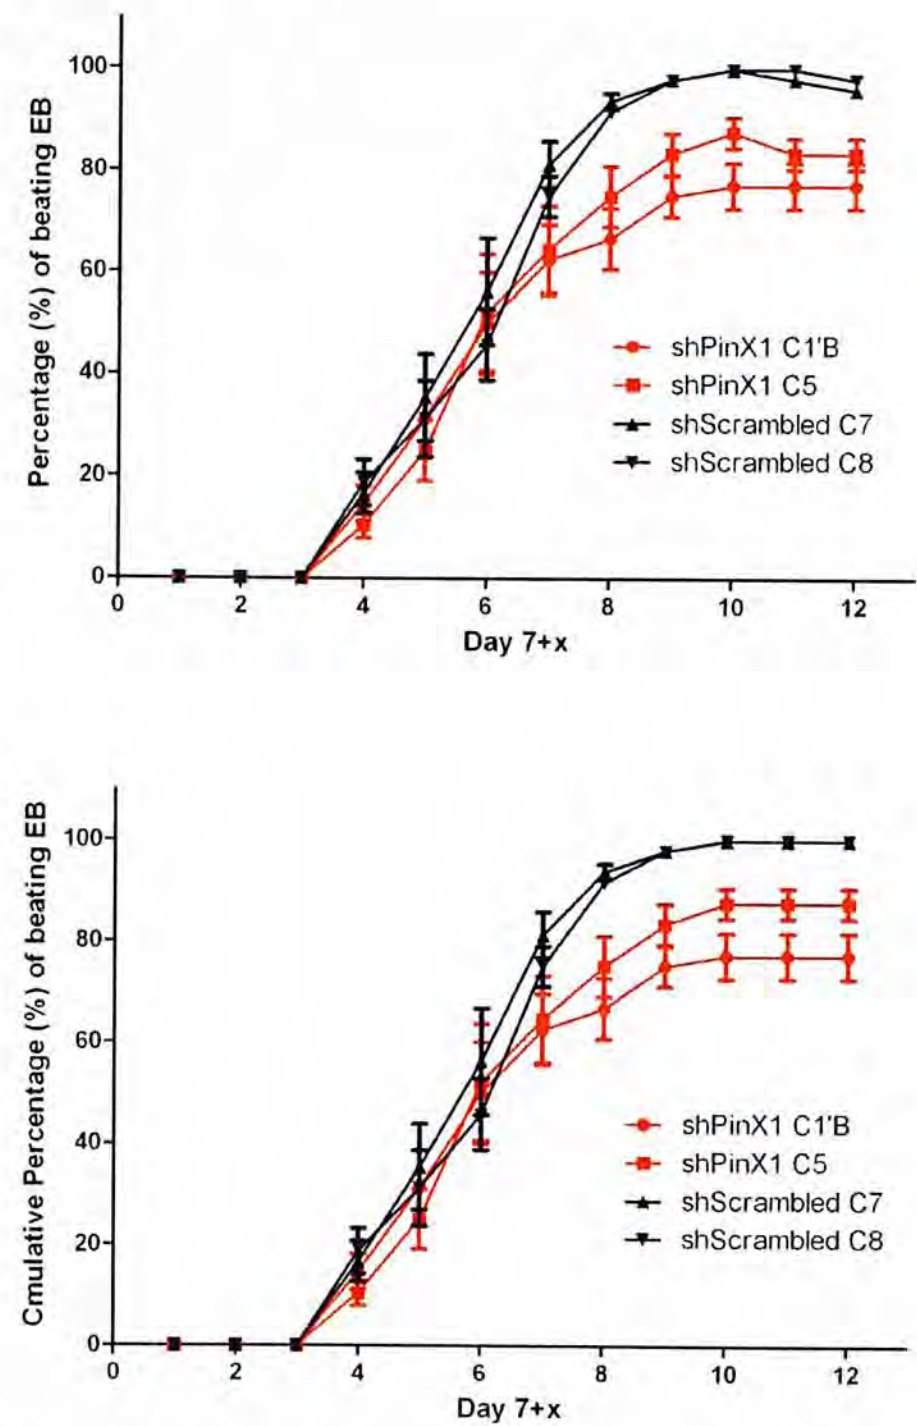 Percentage (%) of beating EB
100
80
60
40
20
0
shPinX1 C1'B
shPinX1 C5
shScrambled C7
shScrambled C8
0 2 4 6 8 10 12
Day 7+x
Cmulative Percentage (%) of beating EB
100
80
60
40
20
0
shPinX1 C1'B
shPinX1 C5
shScrambled C7
shScrambled C8
0 2 4 6 8 10 12
Day 7+x